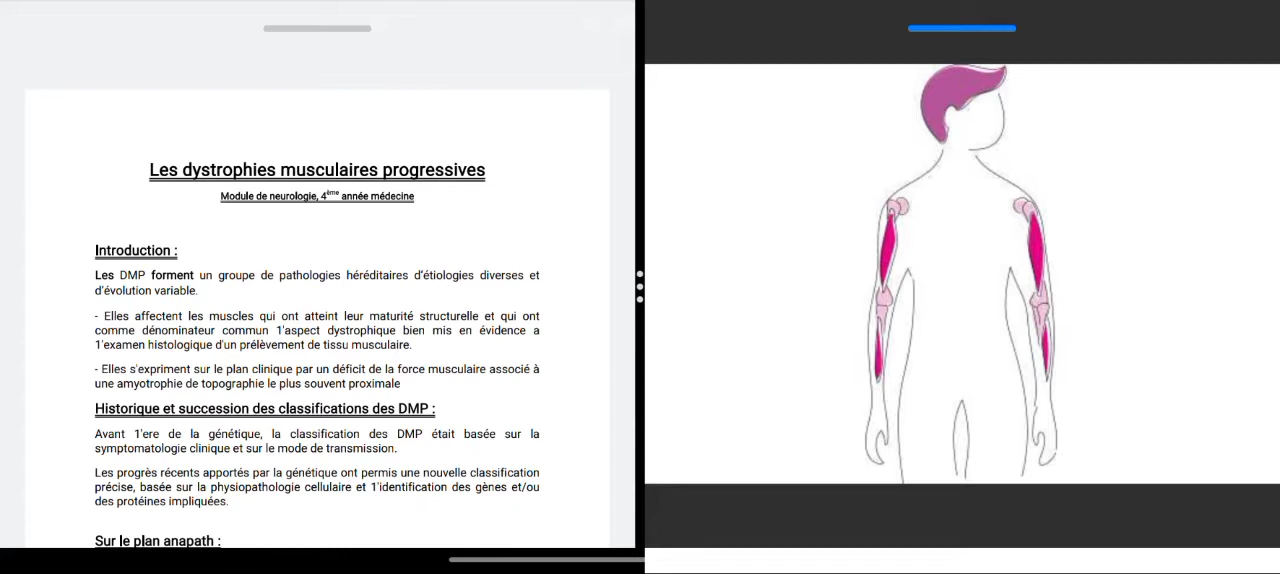 Les dystrophies musculaires progressives
Module de neurologie, 4ème année médecine
Introduction :
Les DMP forment un groupe de pathologies héréditaires d'étiologies diverses et
d'évolution variable.
- Elles affectent les muscles qui ont atteint leur maturité structurelle et qui ont
comme dénominateur commun 1'aspect dystrophique bien mis en évidence a
1'examen histologique d'un prélèvement de tissu musculaire.
- Elles s'expriment sur le plan clinique par un déficit de la force musculaire associé à
une amyotrophie de topographie le plus souvent proximale
Historique et succession des classifications des DMP :
Avant 1'ere de la génétique, la classification des DMP était basée sur la
symptomatologie clinique et sur le mode de transmission.
Les progrès récents apportés par la génétique ont permis une nouvelle classification
précise, basée sur la physiopathologie cellulaire et 1'identification des gènes et/ou
des protéines impliquées.
Sur le plan anapath :